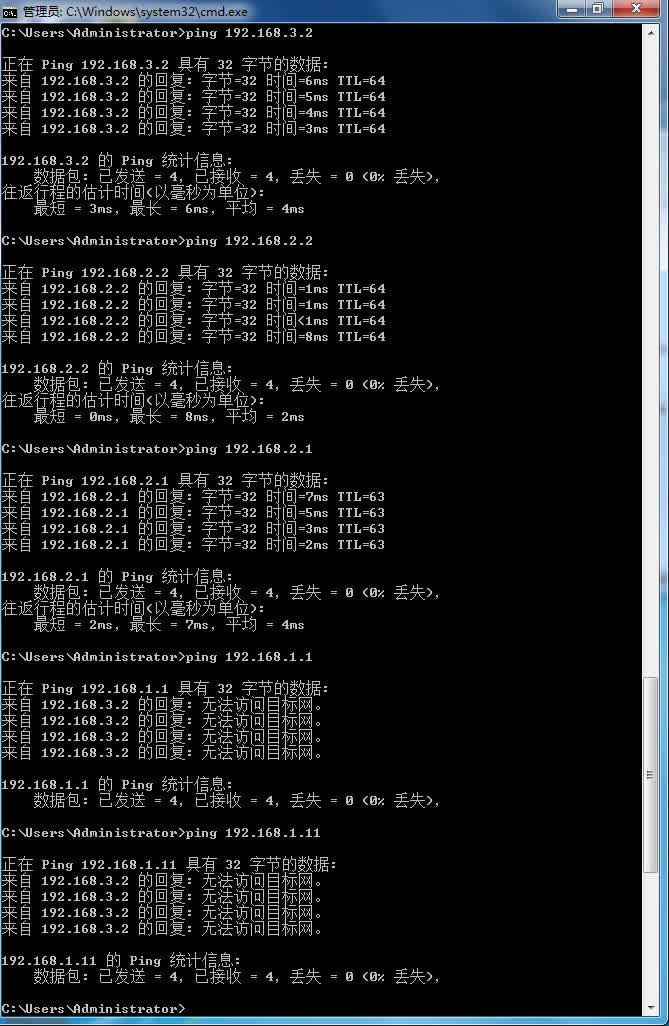 管理员: C:\Windows\system32\cmd.exe
C:\Users\Administrator>ping 192.168.3.2
正在 Ping 192.168.3.2 具有 32 字节的数据:
来自 192.168.3.2 的回复: 字节=32 时间=6ms TTL=64
来自 192.168.3.2 的回复: 字节=32 时间=5ms TTL=64
来自 192.168.3.2 的回复: 字节=32 时间=4ms TTL=64
来自 192.168.3.2 的回复: 字节=32 时间=3ms TTL=64
192.168.3.2 的 Ping 统计信息:
数据包: 已发送 = 4, 已接收 = 4, 丢失 = 0 (0% 丢失),
往返行程的估计时间(以毫秒为单位):
最短 = 3ms, 最长 = 6ms, 平均 = 4ms
C:\Users\Administrator>ping 192.168.2.2
正在 Ping 192.168.2.2 具有 32 字节的数据:
来自 192.168.2.2 的回复: 字节=32 时间=1ms TTL=64
来自 192.168.2.2 的回复: 字节=32 时间=1ms TTL=64
来自 192.168.2.2 的回复: 字节=32 时间<1ms TTL=64
来自 192.168.2.2 的回复: 字节=32 时间=8ms TTL=64
192.168.2.2 的 Ping 统计信息:
数据包: 已发送 = 4, 已接收 = 4, 丢失 = 0 (0% 丢失),
往返行程的估计时间(以毫秒为单位):
最短 = 0ms, 最长 = 8ms, 平均 = 2ms
C:\Users\Administrator>ping 192.168.2.1
正在 Ping 192.168.2.1 具有 32 字节的数据:
来自 192.168.2.1 的回复: 字节=32 时间=7ms TTL=63
来自 192.168.2.1 的回复: 字节=32 时间=5ms TTL=63
来自 192.168.2.1 的回复: 字节=32 时间=3ms TTL=63
来自 192.168.2.1 的回复: 字节=32 时间=2ms TTL=63
192.168.2.1 的 Ping 统计信息:
数据包: 已发送 = 4, 已接收 = 4, 丢失 = 0 (0% 丢失),
往返行程的估计时间(以毫秒为单位):
最短 = 2ms, 最长 = 7ms, 平均 = 4ms
C:\Users\Administrator>ping 192.168.1.1
正在 Ping 192.168.1.1 具有 32 字节的数据:
来自 192.168.3.2 的回复: 无法访问目标网。
来自 192.168.3.2 的回复: 无法访问目标网。
来自 192.168.3.2 的回复: 无法访问目标网。
来自 192.168.3.2 的回复: 无法访问目标网。
192.168.1.1 的 Ping 统计信息:
数据包: 已发送 = 4, 已接收 = 4, 丢失 = 0 (0% 丢失),
C:\Users\Administrator>ping 192.168.1.11
正在 Ping 192.168.1.11 具有 32 字节的数据:
来自 192.168.3.2 的回复: 无法访问目标网。
来自 192.168.3.2 的回复: 无法访问目标网。
来自 192.168.3.2 的回复: 无法访问目标网。
来自 192.168.3.2 的回复: 无法访问目标网。
192.168.1.11 的 Ping 统计信息:
数据包: 已发送 = 4, 已接收 = 4, 丢失 = 0 (0% 丢失),
C:\Users\Administrator>